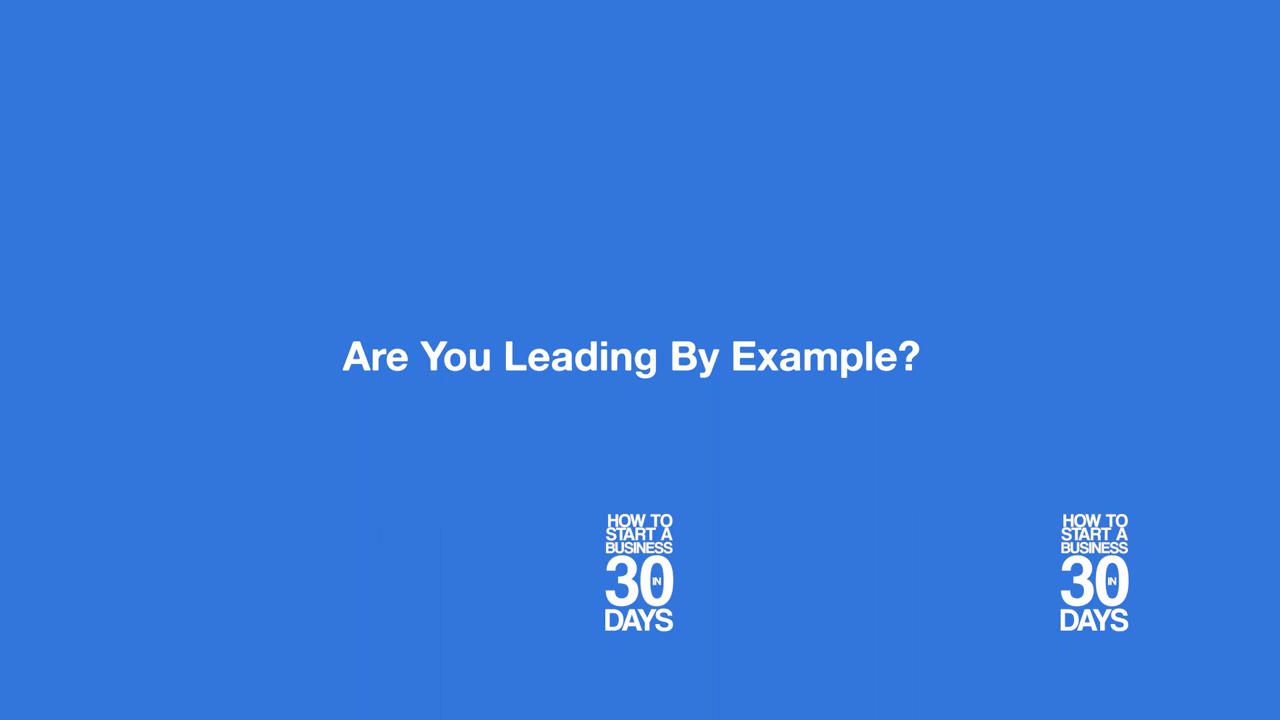 Are You Leading By Example?
HOW TO
START A
BUSINESS
30
IN
DAYS
HOW TO
START A
BUSINESS
30
IN
DAYS